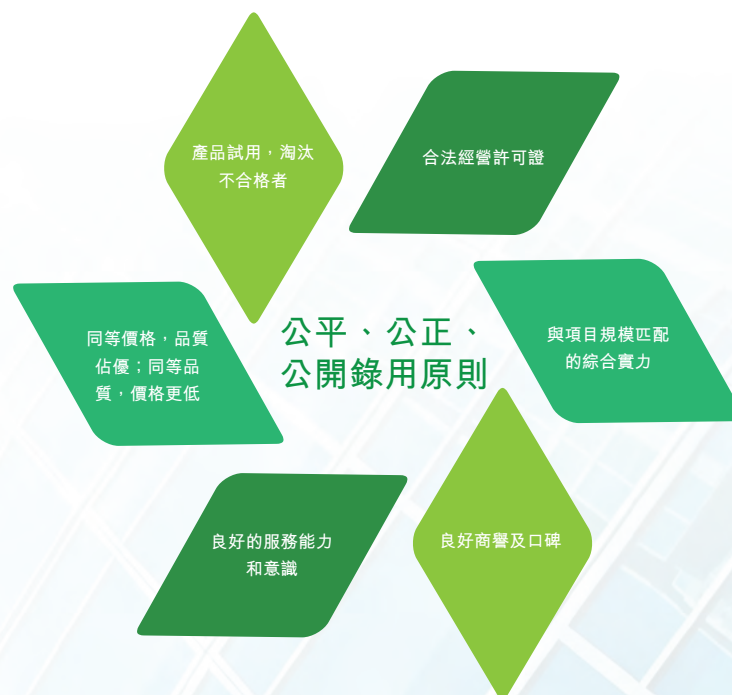 產品試用，淘汰
不合格者
合法經營許可證
同等價格，品質
佔優；同等品
質，價格更低
公平、公正、
公開錄用原則
與項目規模匹配
的綜合實力
良好的服務能力
和意識
良好商譽及口碑